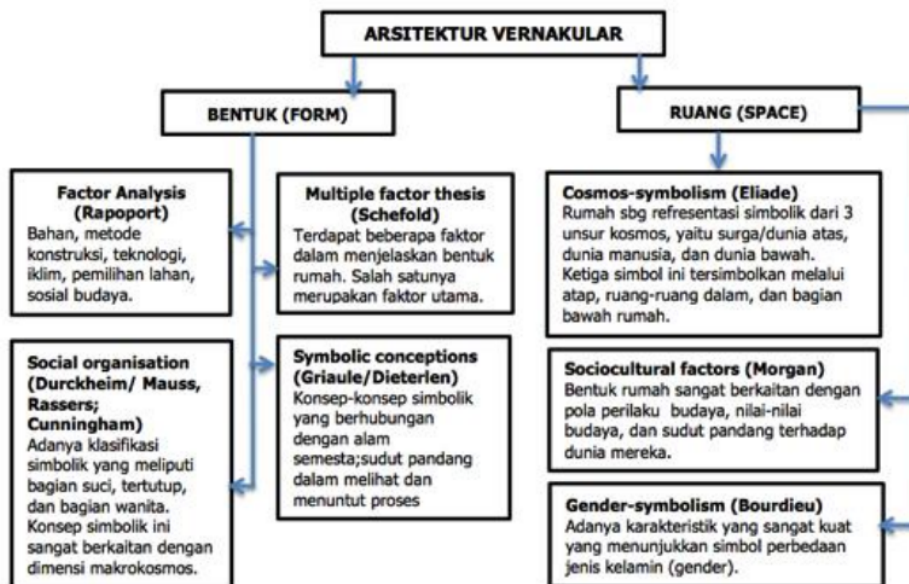 ARSITEKTUR VERNAKULAR
BENTUK (FORM)
RUANG (SPACE)
Factor Analysis
(Rapoport)
Bahan, metode
konstruksi, teknologi,
iklim, pemilihan lahan,
sosial budaya.
Multiple factor thesis
(Schefold)
Terdapat beberapa faktor
dalam menjelaskan bentuk
rumah. Salah satunya
merupakan faktor utama.
Cosmos-symbolism (Eliade)
Rumah sbg refresentasi simbolik dari 3
unsur kosmos, yaitu surga/dunia atas,
dunia manusia, dan dunia bawah.
Ketiga simbol ini tersimbolkan melalui
atap, ruang-ruang dalam, dan bagian
bawah rumah.
Social organisation
(Durckheim/ Mauss,
Rassers;
Cunningham)
Adanya klasifikasi
simbolik yang meliputi
bagian suci, tertutup,
dan bagian wanita.
Konsep simbolik ini
sangat berkaitan dengan
dimensi makrokosmos.
Symbolic conceptions
(Griaule/Dieterlen)
Konsep-konsep simbolik
yang berhubungan
dengan alam
semesta;sudut pandang
dalam melihat dan
menuntut proses
Sociocultural factors (Morgan)
Bentuk rumah sangat berkaitan dengan
pola perilaku budaya, nilai-nilai
budaya, dan sudut pandang terhadap
dunia mereka.
Gender-symbolism (Bourdieu)
Adanya karakteristik yang sangat kuat
yang menunjukkan simbol perbedaan
jenis kelamin (gender).